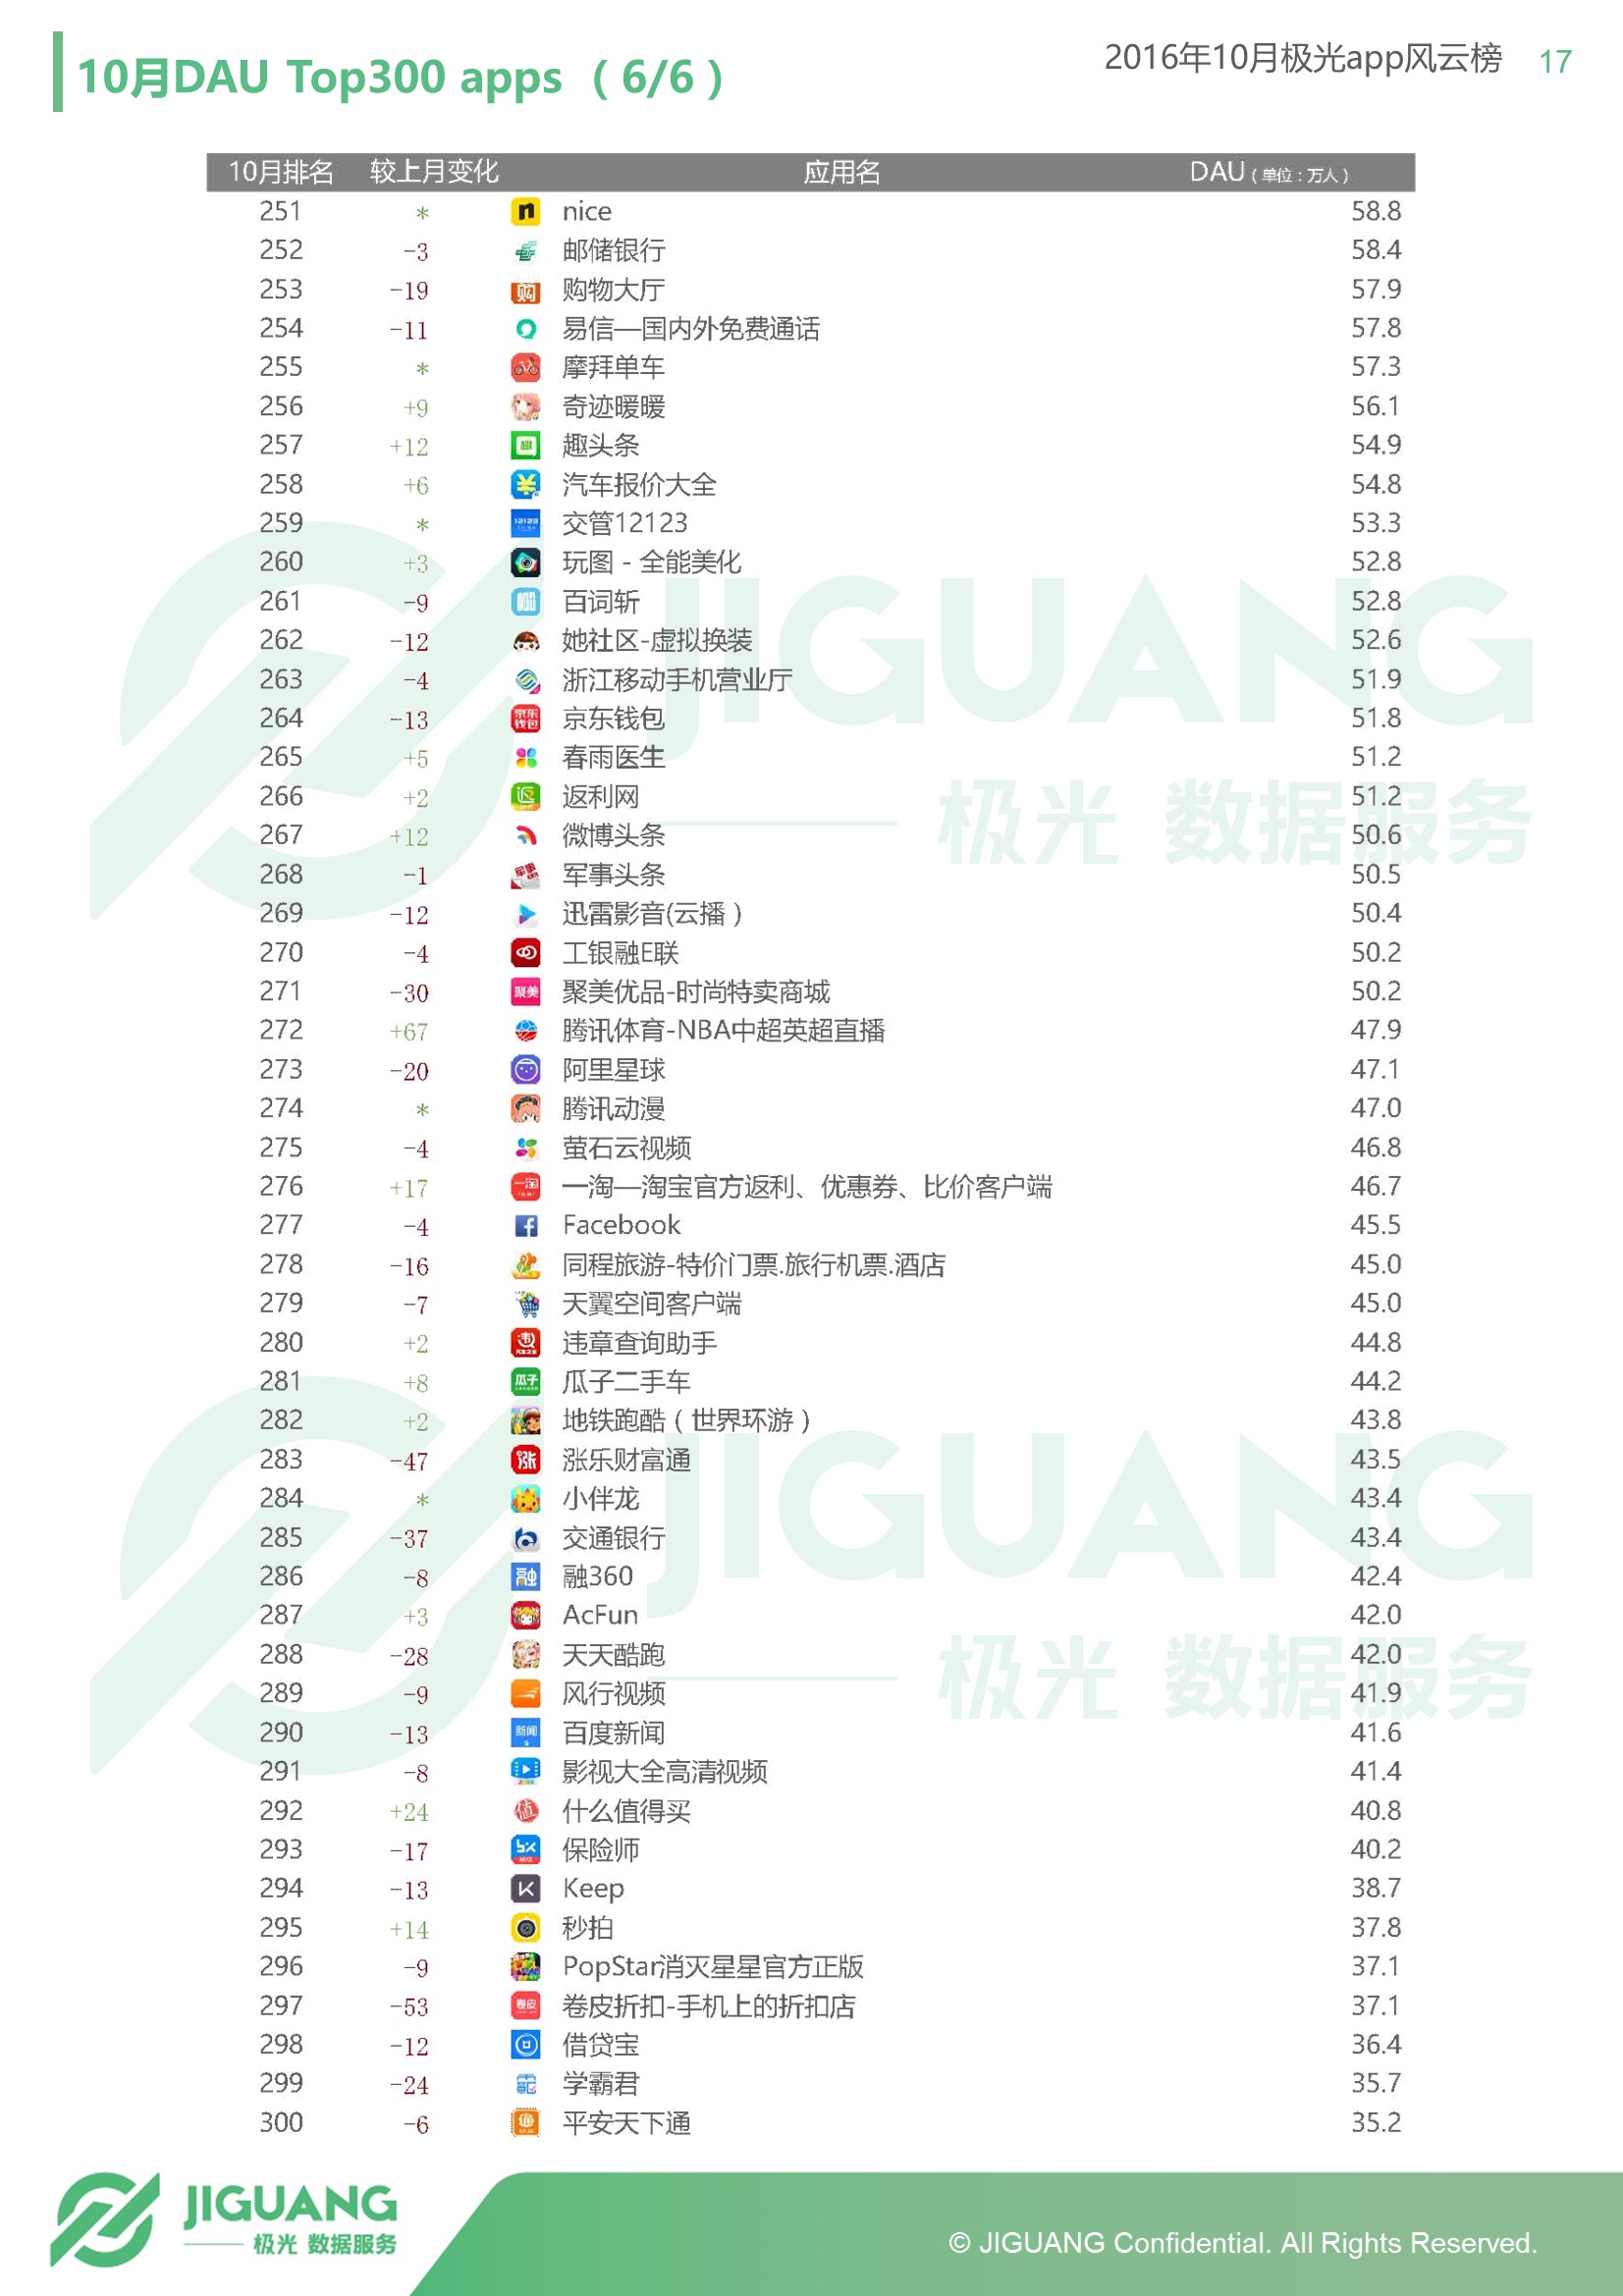 10月DAU Top300 apps （6/6）
2016年10月极光app风云榜 17
10月排名 较上月变化 应用名 DAU（单位：万人）
251 * nice 58.8
252 -3 邮储银行 58.4
253 -19 购物大厅 57.9
254 -11 易信—国内外免费通话 57.8
255 * 摩拜单车 57.3
256 +9 奇迹暖暖 56.1
257 +12 趣头条 54.9
258 +6 汽车报价大全 54.8
259 * 交管12123 53.3
260 +3 玩图 - 全能美化 52.8
261 -9 百词斩 52.8
262 -12 她社区-虚拟换装 52.6
263 -4 浙江移动手机营业厅 51.9
264 -13 京东钱包 51.8
265 +5 春雨医生 51.2
266 +2 返利网 51.2
267 +12 微博头条 50.6
268 -1 军事头条 50.5
269 -12 迅雷影音(云播） 50.4
270 -4 工银融E联 50.2
271 -30 聚美优品-时尚特卖商城 50.2
272 +67 腾讯体育-NBA中超英超直播 47.9
273 -20 阿里星球 47.1
274 * 腾讯动漫 47.0
275 -4 萤石云视频 46.8
276 +17 一淘—淘宝官方返利、优惠券、比价客户端 46.7
277 -4 Facebook 45.5
278 -16 同程旅游-特价门票.旅行机票.酒店 45.0
279 -7 天翼空间客户端 45.0
280 +2 违章查询助手 44.8
281 +8 瓜子二手车 44.2
282 +2 地铁跑酷（世界环游） 43.8
283 -47 涨乐财富通 43.5
284 * 小伴龙 43.4
285 -37 交通银行 43.4
286 -8 融360 42.4
287 +3 AcFun 42.0
288 -28 天天酷跑 42.0
289 -9 风行视频 41.9
290 -13 百度新闻 41.6
291 -8 影视大全高清视频 41.4
292 +24 什么值得买 40.8
293 -17 保险师 40.2
294 -13 Keep 38.7
295 +14 秒拍 37.8
296 -9 PopStar消灭星星官方正版 37.1
297 -53 卷皮折扣-手机上的折扣店 37.1
298 -12 借贷宝 36.4
299 -24 学霸君 35.7
300 -6 平安天下通 35.2
JIGUANG
极光 数据服务
JIGUANG
极光 数据服务
JIGUANG
极光 数据服务
© JIGUANG Confidential. All Rights Reserved.